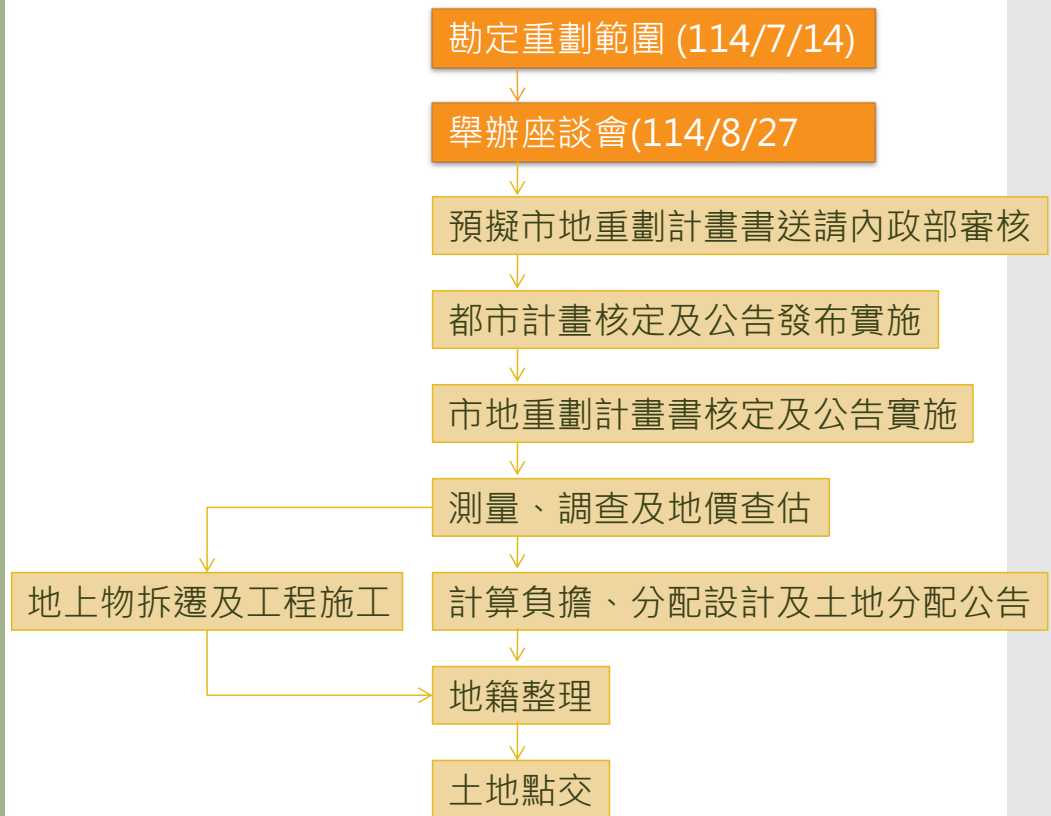 勘定重劃範圍 (114/7/14)
舉辦座談會(114/8/27
預擬市地重劃計畫書送請內政部審核
都市計畫核定及公告發布實施
市地重劃計畫書核定及公告實施
測量、調查及地價查估
地上物拆遷及工程施工
計算負擔、分配設計及土地分配公告
地籍整理
土地點交